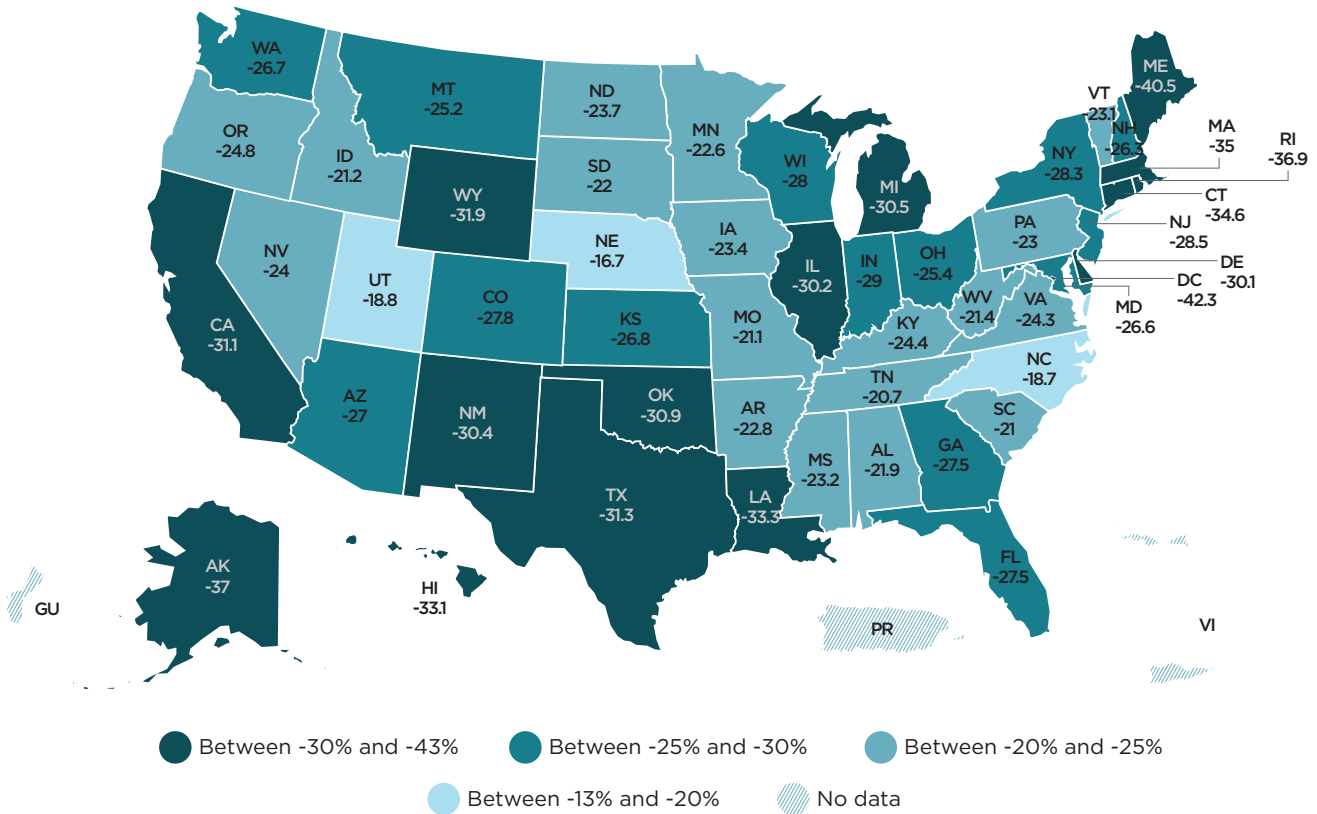 WA
-26.7
MT
-25.2
ND
-23.7
MN
-22.6
OR
-24.8
ID
-21.2
WY
-31.9
SD
-22
WI
-28
MI
-30.5
NY
-28.3
VT
-23.1
NH
-26.3
ME
-40.5
MA
-35
RI
-36.9
CT
-34.6
NJ
-28.5
DE
-30.1
DC
-42.3
MD
-26.6
CA
-31.1
NV
-24
UT
-18.8
CO
-27.8
NE
-16.7
KS
-26.8
IA
-23.4
MO
-21.1
IL
-30.2
IN
-29
OH
-25.4
PA
-23
WV
-21.4
VA
-24.3
KY
-24.4
NC
-18.7
TN
-20.7
SC
-21
AZ
-27
NM
-30.4
OK
-30.9
AR
-22.8
TX
-31.3
LA
-33.3
MS
-23.2
AL
-21.9
GA
-27.5
FL
-27.5
AK
-37
HI
-33.1
GU
PR
VI
Between -30% and -43%
Between -25% and -30%
Between -20% and -25%
Between -13% and -20%
No data